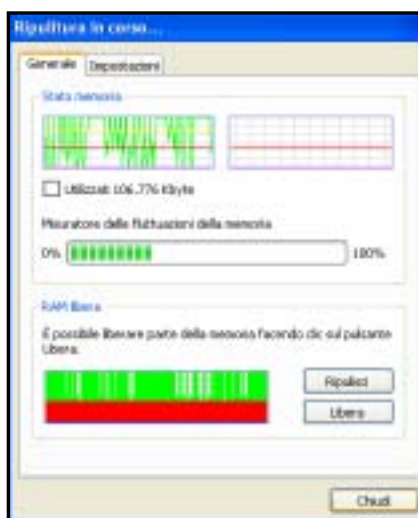 Ripulitura in corso...
Generale Impostazioni
Stato memoria
Utilizzati 106.776 Kbyte
Misuratore delle fluttuazioni della memoria
0% 100%
RAM libera
È possibile liberare parte della memoria facendo clic sul pulsante
Libera.
Ripulisci
Libera
Chiudi